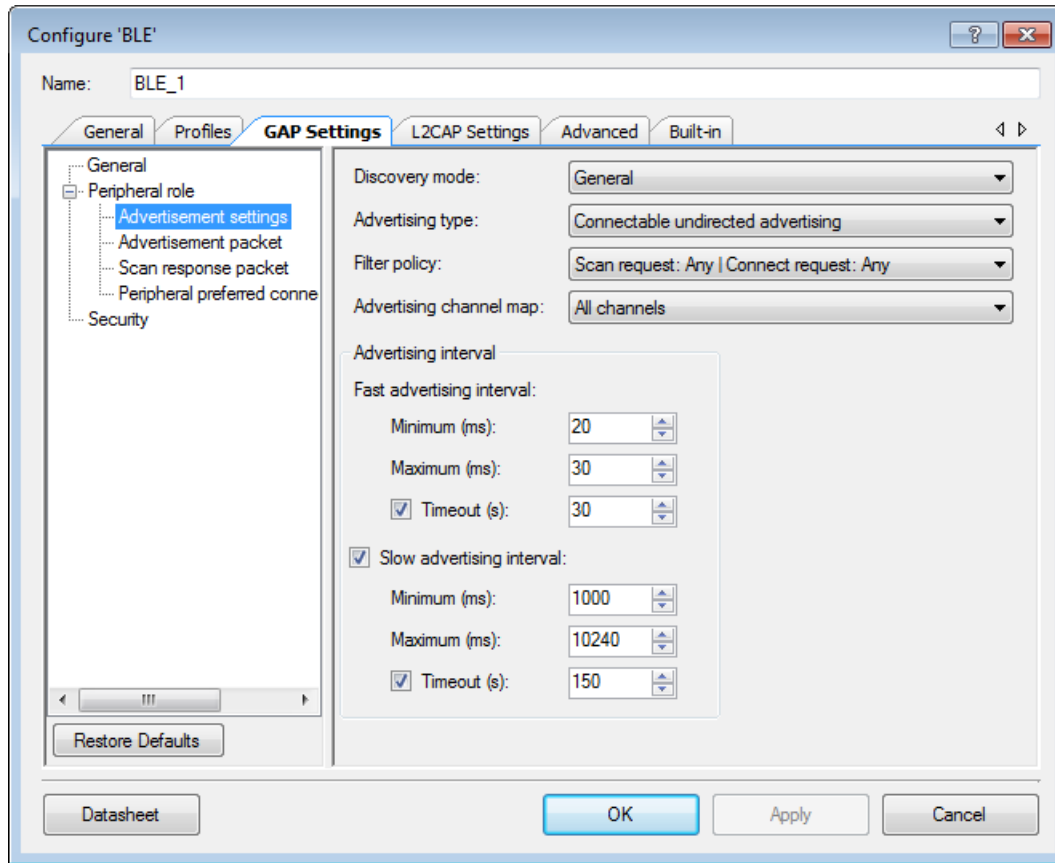 Configure 'BLE'
Name: BLE_1
General Profiles GAP Settings L2CAP Settings Advanced Built-in
General
Peripheral role
Advertisement settings
Advertisement packet
Scan response packet
Peripheral preferred conne
Security
Restore Defaults
Discovery mode: General
Advertising type: Connectable undirected advertising
Filter policy: Scan request: Any | Connect request: Any
Advertising channel map: All channels
Advertising interval
Fast advertising interval:
Minimum (ms): 20
Maximum (ms): 30
Timeout (s): 30
Slow advertising interval:
Minimum (ms): 1000
Maximum (ms): 10240
Timeout (s): 150
Datasheet OK Apply Cancel